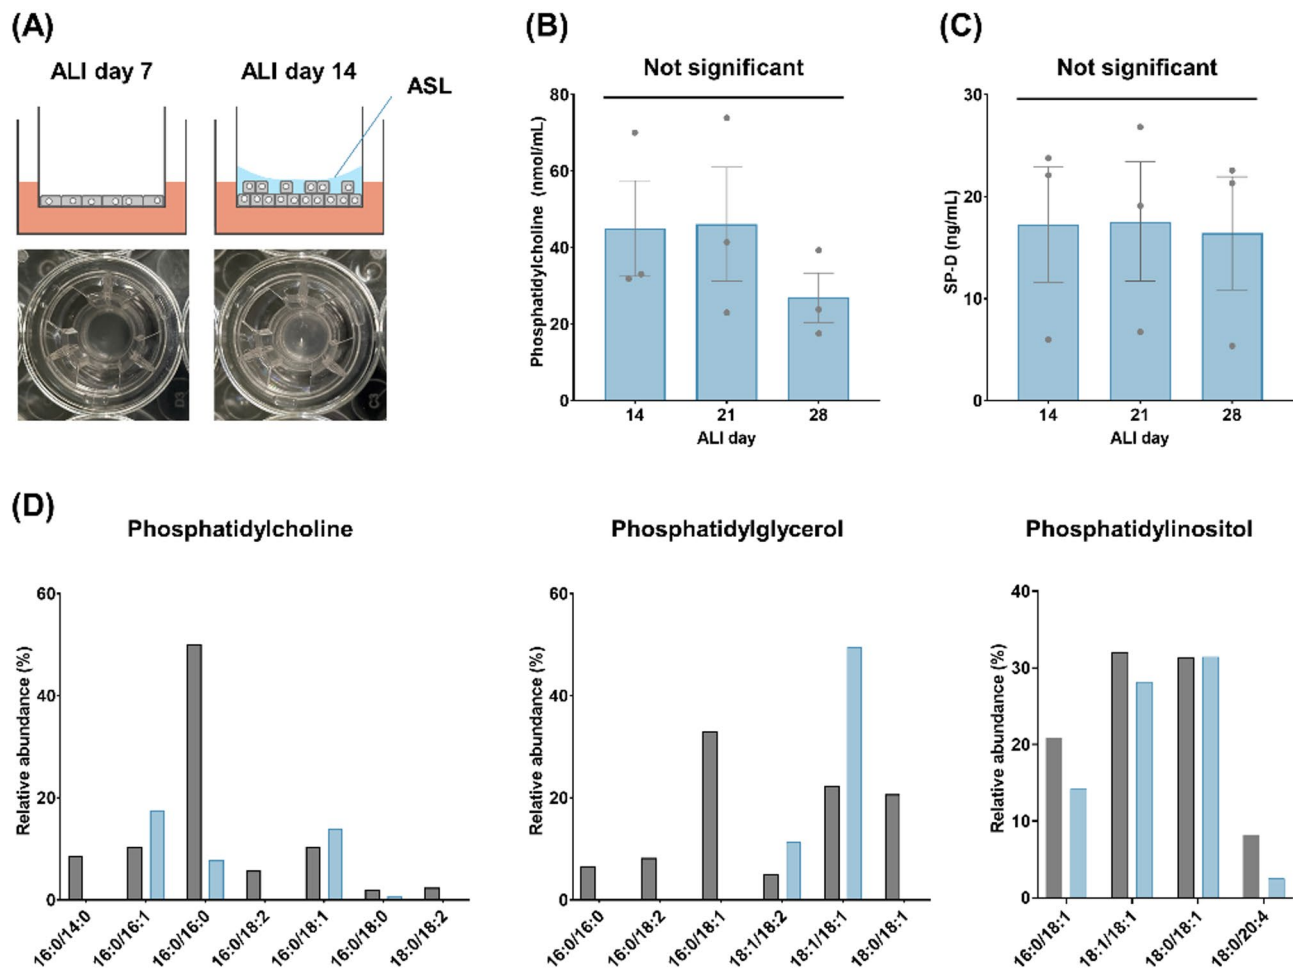 (A)
ALI day 7
ALI day 14
ASL
(B)
Not significant
Phosphatidylcholine (nmol/mL)
80
60
40
20
0
14
21
28
ALI day
(C)
Not significant
SP-D (ng/mL)
30
20
10
0
14
21
28
ALI day
(D)
Phosphatidylcholine
Relative abundance (%)
60
40
20
0
16:0/14:0
16:0/16:1
16:0/16:0
16:0/18:2
16:0/18:1
16:0/18:0
18:0/18:2
Phosphatidylglycerol
Relative abundance (%)
60
40
20
0
16:0/16:0
16:0/18:2
16:0/18:1
18:1/18:2
18:1/18:1
18:0/18:1
Phosphatidylinositol
Relative abundance (%)
40
30
20
10
0
16:0/18:1
18:1/18:1
18:0/18:1
18:0/20:4